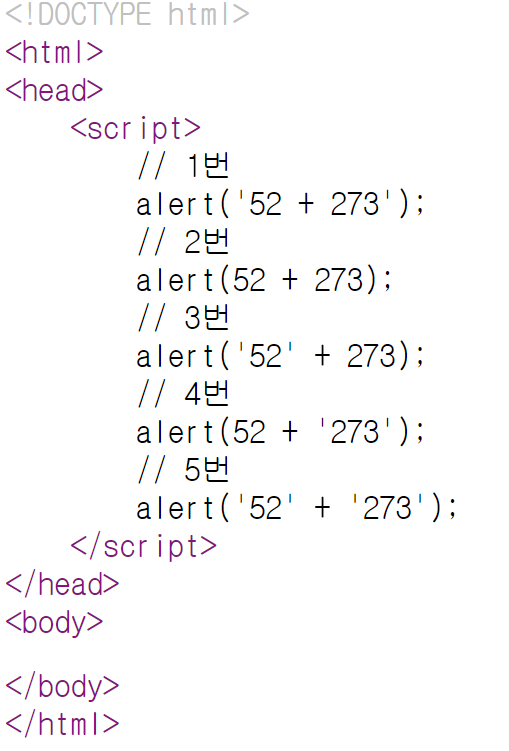 <!DOCTYPE html>
<html>
<head>
    <script>
        // 1번
        alert('52 + 273');
        // 2번
        alert(52 + 273);
        // 3번
        alert('52' + 273);
        // 4번
        alert(52 + '273');
        // 5번
        alert('52' + '273');
    </script>
</head>
<body>

</body>
</html>